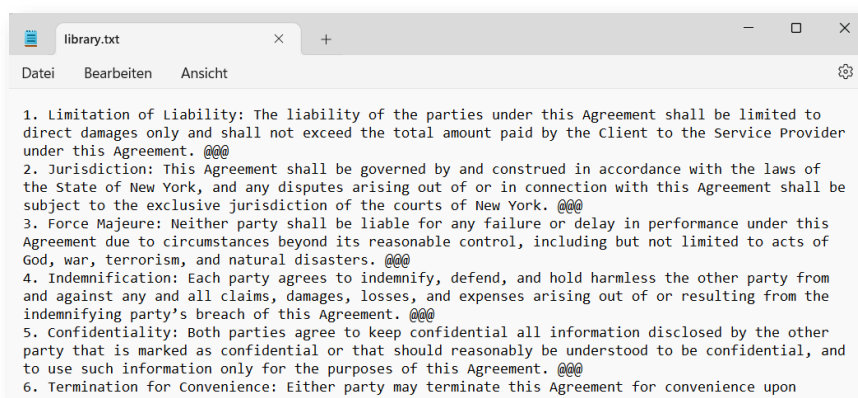 library.txt
Datei Bearbeiten Ansicht
1. Limitation of Liability: The liability of the parties under this Agreement shall be limited to
direct damages only and shall not exceed the total amount paid by the Client to the Service Provider
under this Agreement. @@@
2. Jurisdiction: This Agreement shall be governed by and construed in accordance with the laws of
the State of New York, and any disputes arising out of or in connection with this Agreement shall be
subject to the exclusive jurisdiction of the courts of New York. @@@
3. Force Majeure: Neither party shall be liable for any failure or delay in performance under this
Agreement due to circumstances beyond its reasonable control, including but not limited to acts of
God, war, terrorism, and natural disasters. @@@
4. Indemnification: Each party agrees to indemnify, defend, and hold harmless the other party from
and against any and all claims, damages, losses, and expenses arising out of or resulting from the
indemnifying party’s breach of this Agreement. @@@
5. Confidentiality: Both parties agree to keep confidential all information disclosed by the other
party that is marked as confidential or that should reasonably be understood to be confidential, and
to use such information only for the purposes of this Agreement. @@@
6. Termination for Convenience: Either party may terminate this Agreement for convenience upon